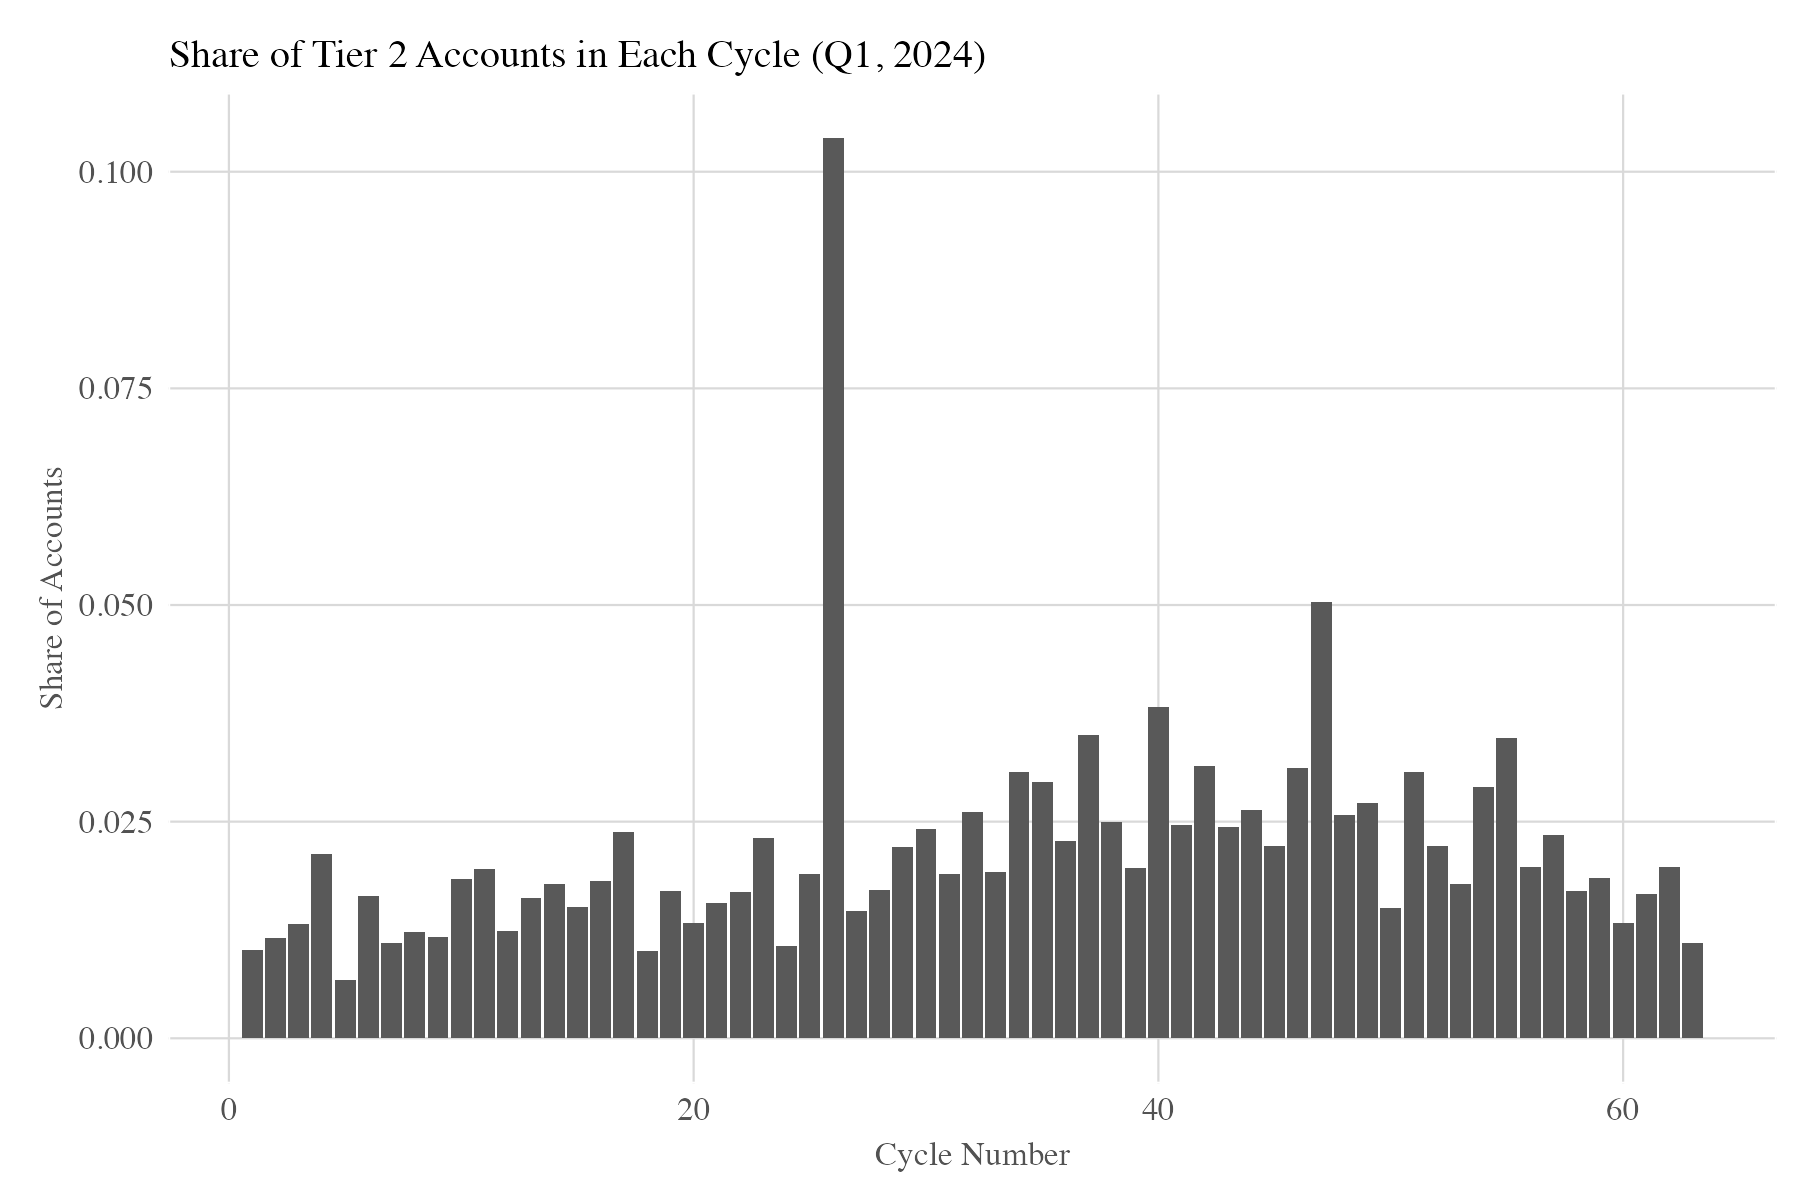 Share of Tier 2 Accounts in Each Cycle (Q1, 2024)
Share of Accounts
0.100
0.075
0.050
0.025
0.000
0 20 40 60
Cycle Number